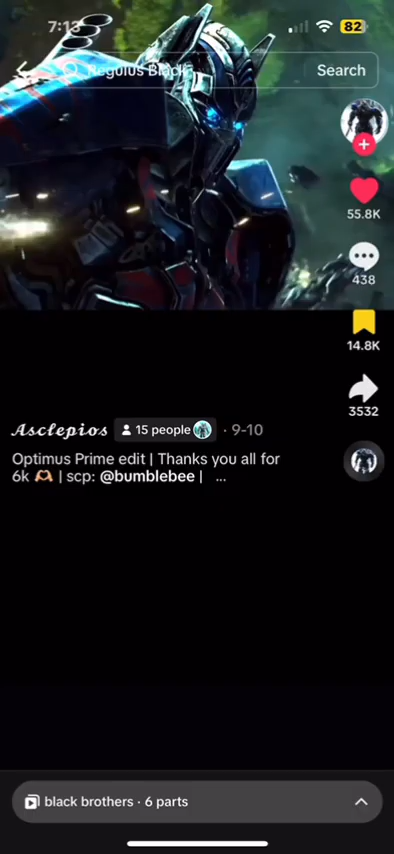 7:13
82
Regulus Black
Search
55.8K
438
14.8K
3532
Asclepios
15 people
· 9-10
Optimus Prime edit | Thanks you all for
6k 🫶🏽 | scp: @bumblebee | ...
black brothers · 6 parts